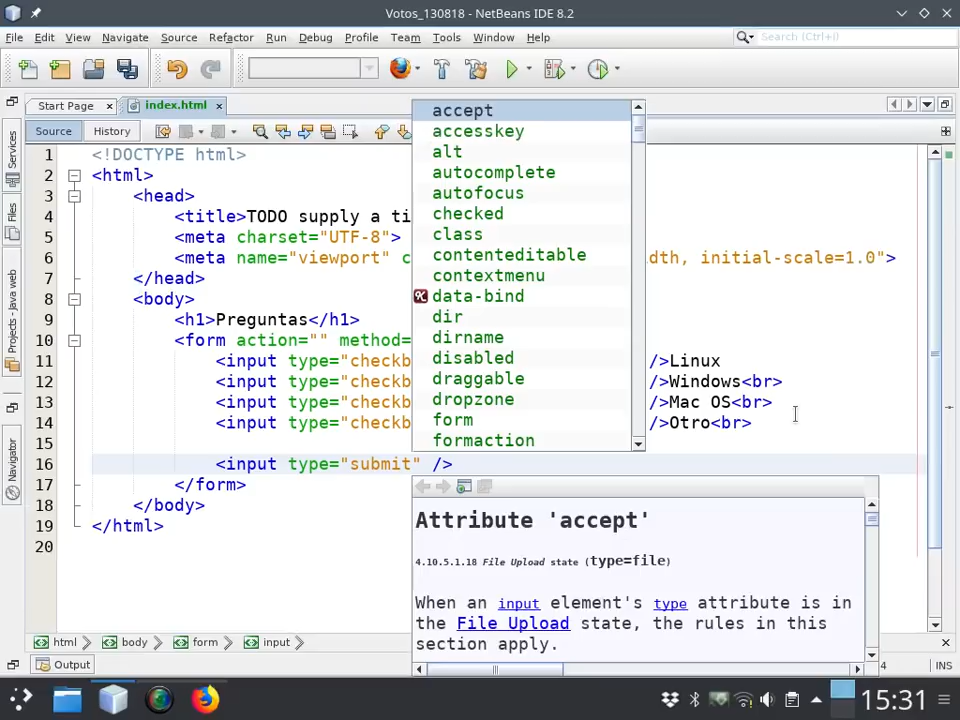 Votos_130818 - NetBeans IDE 8.2
File Edit View Navigate Source Refactor Run Debug Profile Team Tools Window Help
Search (Ctrl+I)
Start Page
index.html
Source History
Services
Files
Projects - Java web
Navigator
1 <!DOCTYPE html>
2 <html>
3 <head>
4 <title>TODO supply a ti
5 <meta charset="UTF-8">
6 <meta name="viewport" c
dth, initial-scale=1.0">
7 </head>
8 <body>
9 <h1>Preguntas</h1>
10 <form action="" method=
11 <input type="checkb
/>Linux
12 <input type="checkb
/>Windows<br>
13 <input type="checkb
/>Mac OS<br>
14 <input type="checkb
/>Otro<br>
15
16 <input type="submit" />
17 </form>
18 </body>
19 </html>
20
accept
accesskey
alt
autocomplete
autofocus
checked
class
contenteditable
contextmenu
data-bind
dir
dirname
disabled
draggable
dropzone
form
formaction
Attribute 'accept'
4.10.5.1.18 File Upload state (type=file)
When an input element's type attribute is in
the File Upload state, the rules in this
section apply.
html body form input
Output
4 INS
15:31